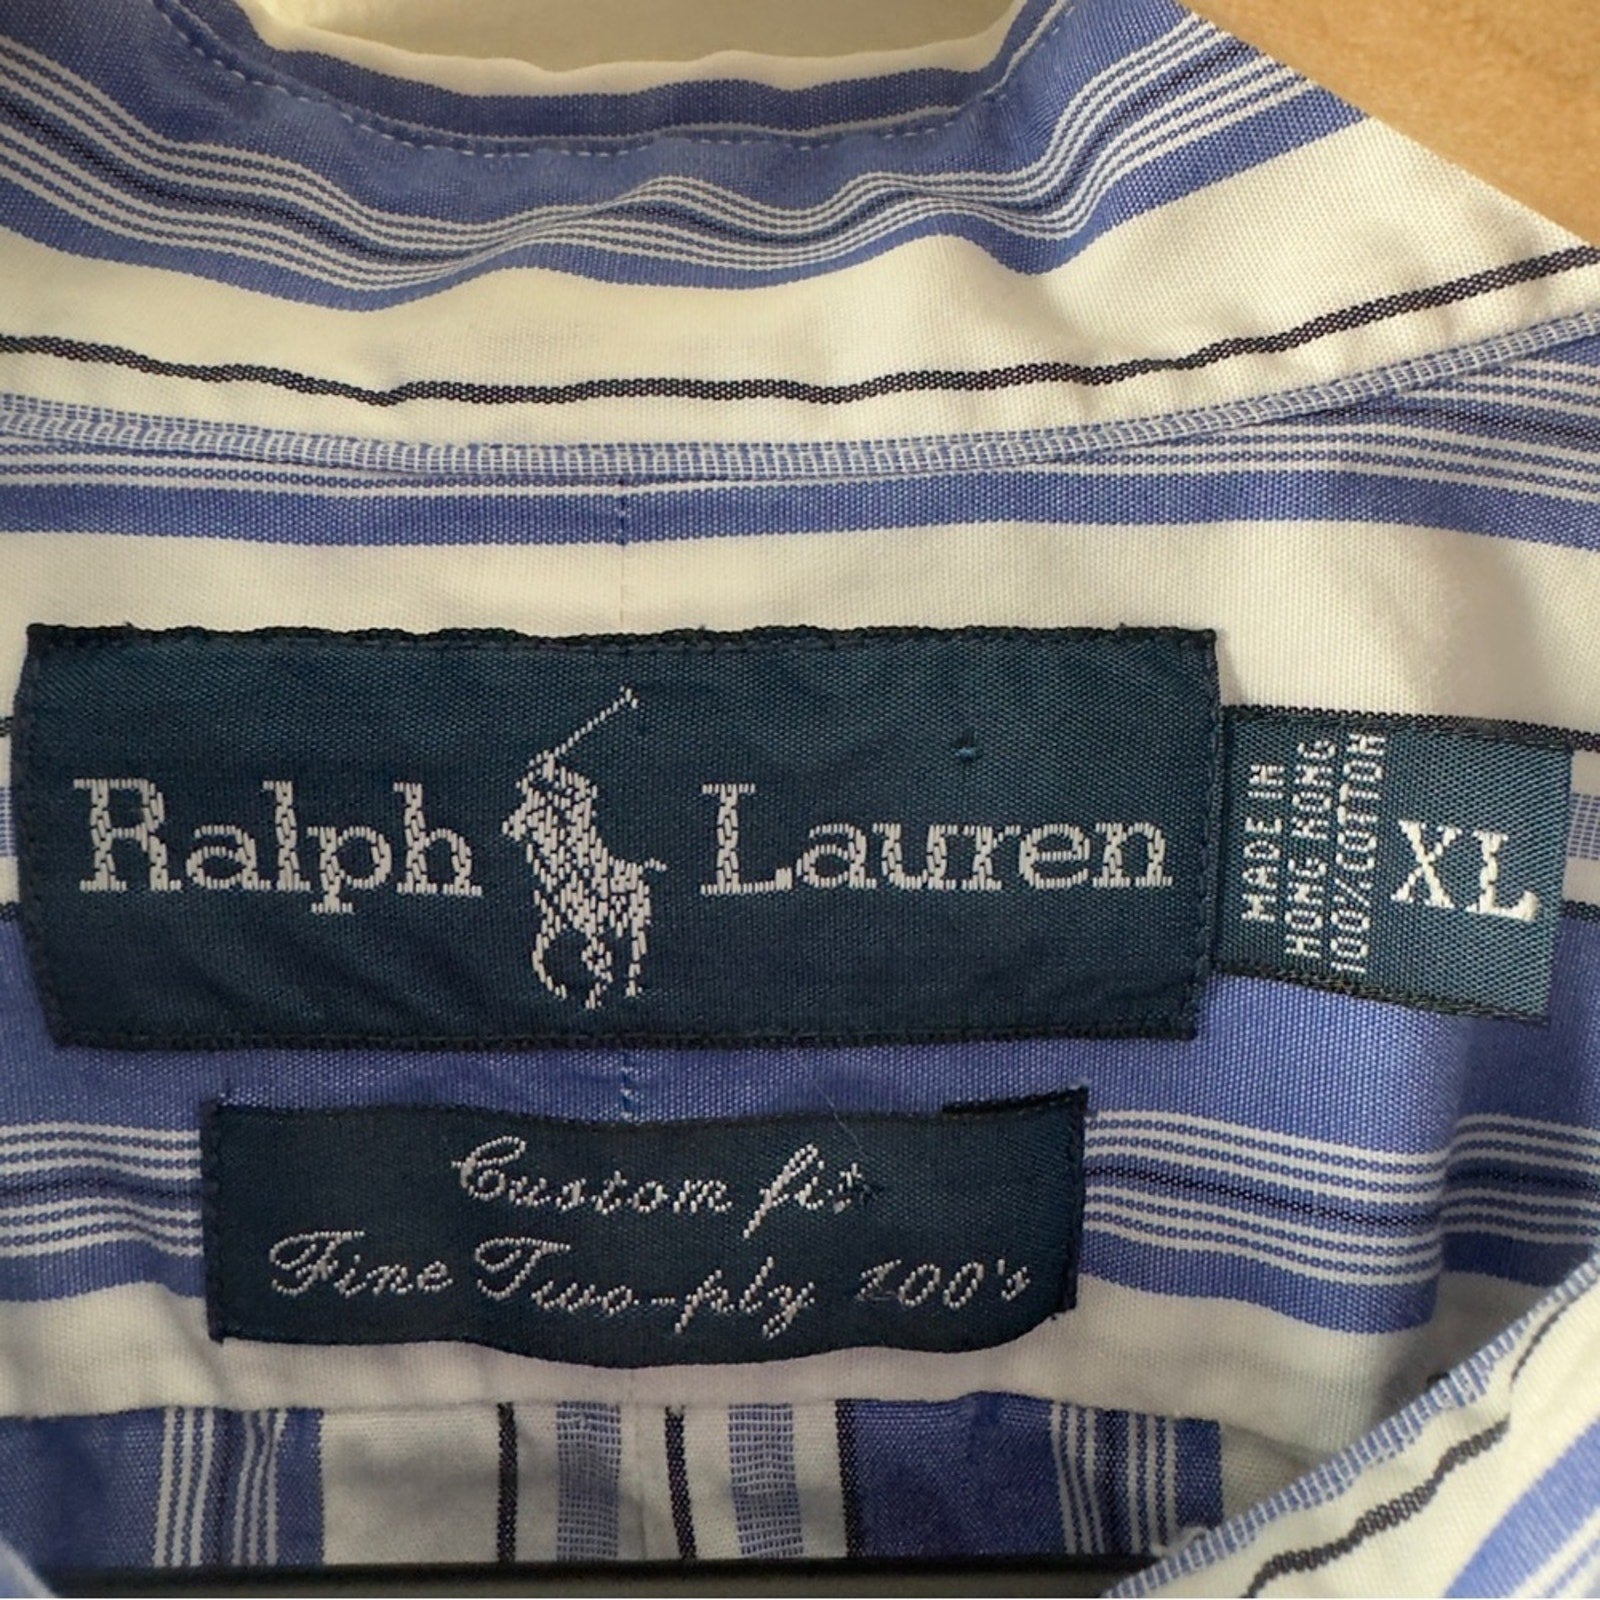 Ralph Lauren
MADE IN
HONG KONG
100% COTTON
XL
Custom fit
Fine Two-ply 100's